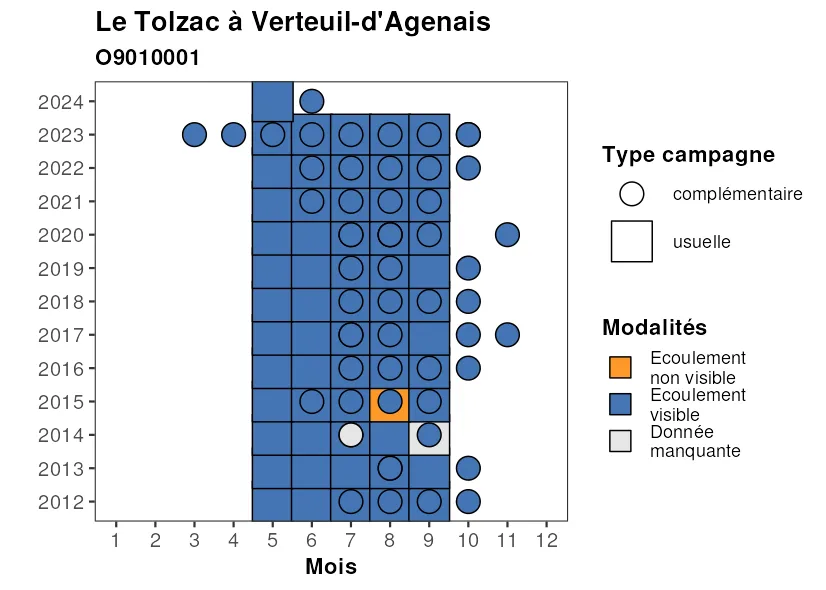 Le Tolzac à Verteuil-d'Agenais
O9010001
2024
2023
2022
2021
2020
2019
2018
2017
2016
2015
2014
2013
2012
1 2 3 4 5 6 7 8 9 10 11 12
Mois
Type campagne
complémentaire
usuelle
Modalités
Ecoulement
non visible
Ecoulement
visible
Donnée
manquante